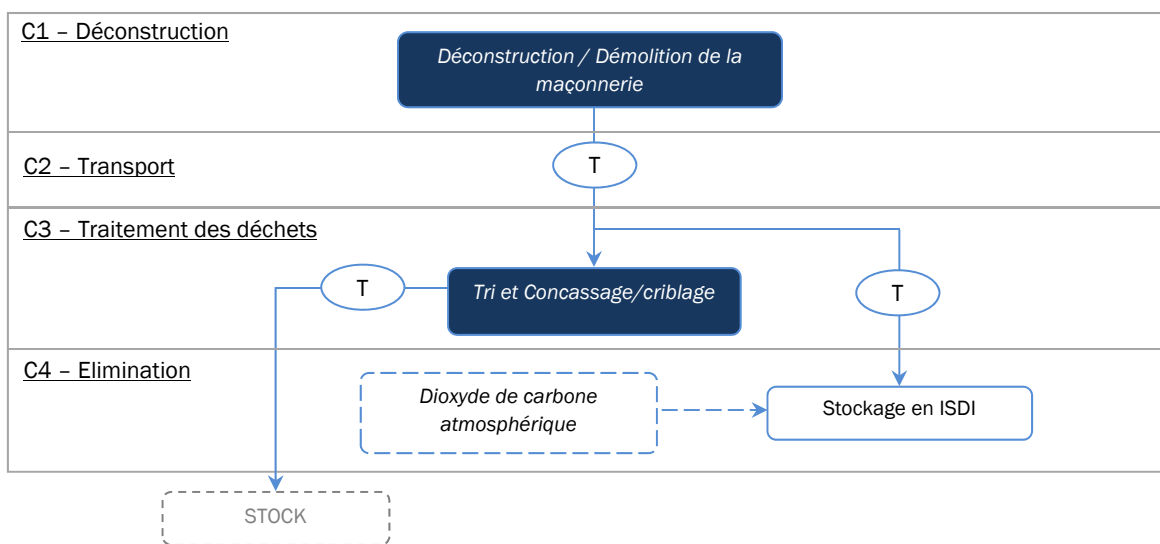 C1 – Déconstruction
Déconstruction / Démolition de la
maçonnerie
C2 – Transport
T
C3 – Traitement des déchets
T
Tri et Concassage/criblage
T
C4 – Elimination
Dioxyde de carbone
atmosphérique
Stockage en ISDI
STOCK